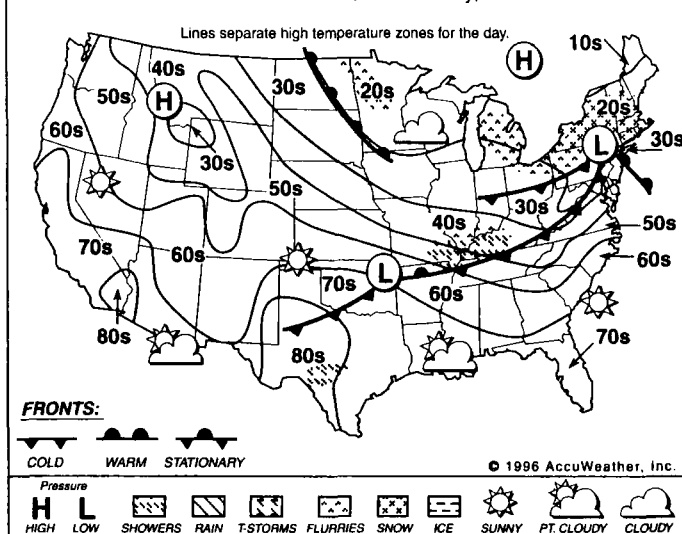 Lines separate high temperature zones for the day.
H
10s
40s
30s
20s
50s
H
20s
60s
L
30s
30s
50s
30s
40s
50s
70s
60s
60s
70s
L
60s
80s
80s
70s
FRONTS:
COLD WARM STATIONARY
© 1996 AccuWeather, Inc.
Pressure
H L
HIGH LOW SHOWERS RAIN T-STORMS FLURRIES SNOW ICE SUNNY PT. CLOUDY CLOUDY